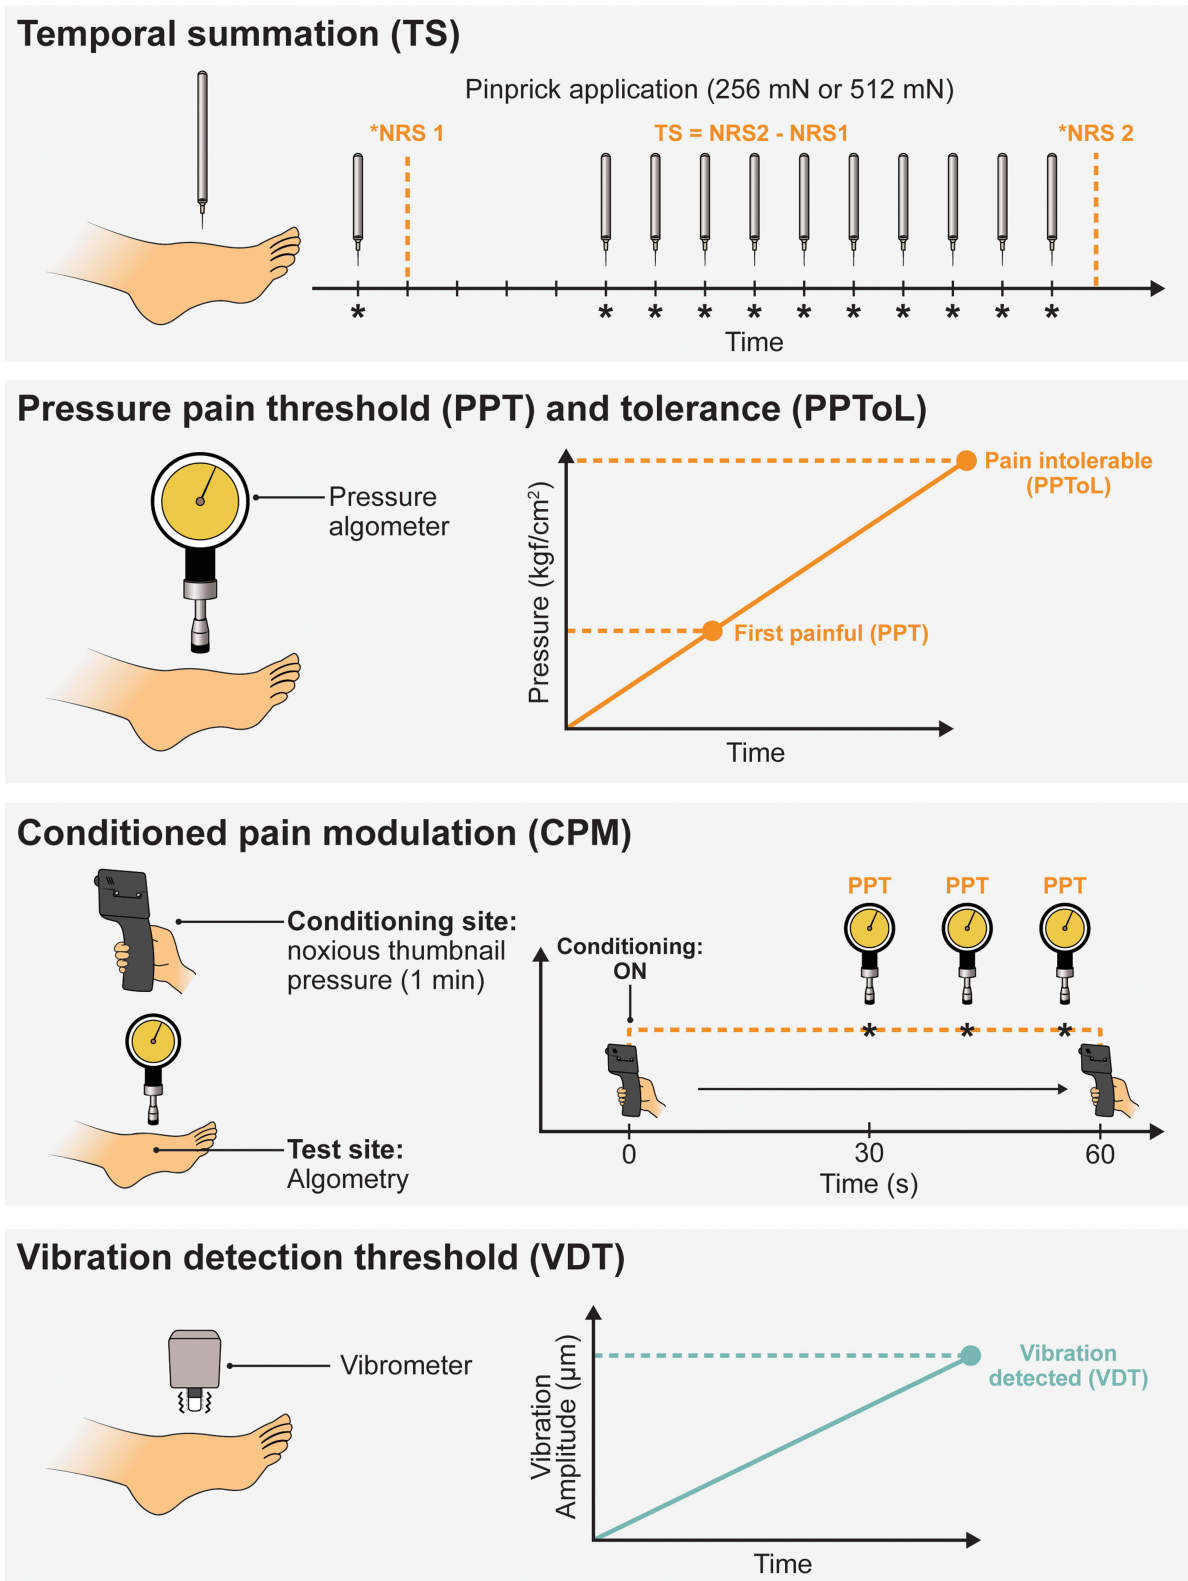 Temporal summation (TS)
Pinprick application (256 mN or 512 mN)
*NRS 1
TS = NRS2 - NRS1
*NRS 2
* * * * * * * * * * *
Time
Pressure pain threshold (PPT) and tolerance (PPToL)
Pressure
algometer
Pressure (kgf/cm²)
Pain intolerable
(PPToL)
First painful (PPT)
Time
Conditioned pain modulation (CPM)
Conditioning site:
noxious thumbnail
pressure (1 min)
Test site:
Algometry
Conditioning:
ON
PPT PPT PPT
* * *
0 30 60
Time (s)
Vibration detection threshold (VDT)
Vibrometer
Vibration
Amplitude (µm)
Vibration
detected (VDT)
Time